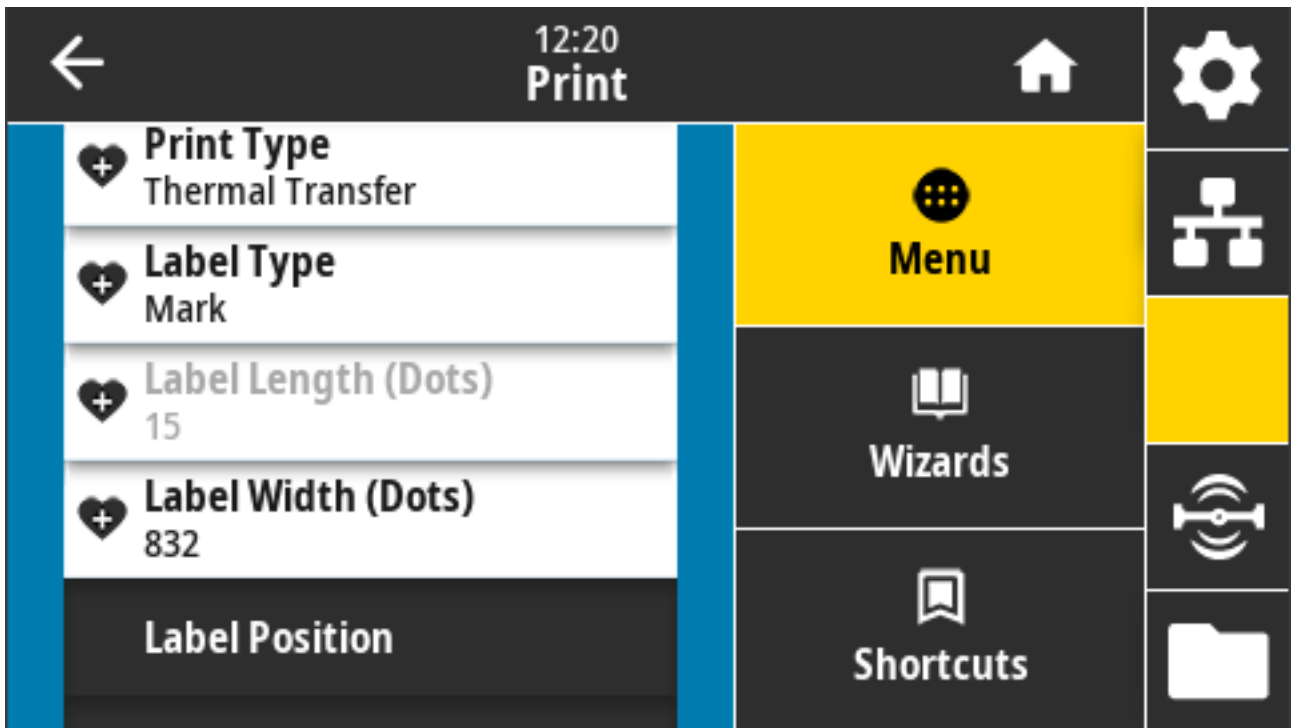 12:20
Print
Print Type
Thermal Transfer
Label Type
Mark
Label Length (Dots)
15
Label Width (Dots)
832
Label Position
Menu
Wizards
Shortcuts